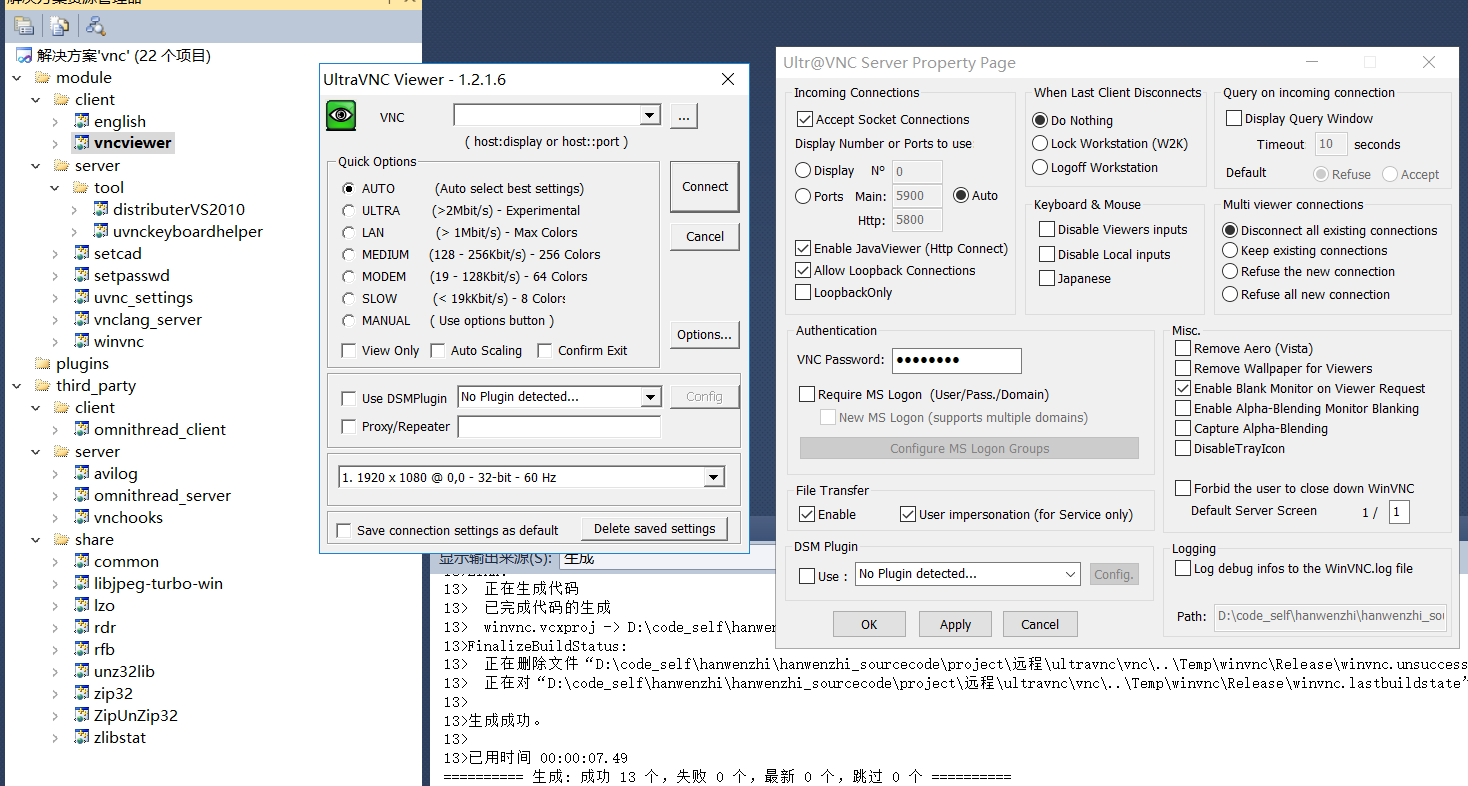 解决方案资源管理器
解决方案'vnc' (22 个项目)
module
client
english
vncviewer
server
tool
distributerVS2010
uvnckeyboardhelper
setcad
setpasswd
uvnc_settings
vnclang_server
winvnc
plugins
third_party
client
omnithread_client
server
avilog
omnithread_server
vnchooks
share
common
libjpeg-turbo-win
lzo
rdr
rfb
unz32lib
zip32
ZipUnZip32
zlibstat
UltraVNC Viewer - 1.2.1.6
VNC
...
( host:display or host::port )
Quick Options
AUTO (Auto select best settings)
ULTRA (>2Mbit/s) - Experimental
LAN (> 1Mbit/s) - Max Colors
MEDIUM (128 - 256Kbit/s) - 256 Colors
MODEM (19 - 128Kbit/s) - 64 Colors
SLOW (< 19kKbit/s) - 8 Colors
MANUAL ( Use options button )
View Only Auto Scaling Confirm Exit
Connect
Cancel
Options...
Use DSMPlugin No Plugin detected... Config
Proxy/Repeater
1. 1920 x 1080 @ 0,0 - 32-bit - 60 Hz
Save connection settings as default Delete saved settings
Ultr@VNC Server Property Page
Incoming Connections
Accept Socket Connections
Display Number or Ports to use
Display Nº 0
Ports Main: 5900 Auto
Http: 5800
Enable JavaViewer (Http Connect)
Allow Loopback Connections
LoopbackOnly
When Last Client Disconnects
Do Nothing
Lock Workstation (W2K)
Logoff Workstation
Keyboard & Mouse
Disable Viewers inputs
Disable Local inputs
Japanese
Query on incoming connection
Display Query Window
Timeout 10 seconds
Default Refuse Accept
Multi viewer connections
Disconnect all existing connections
Keep existing connections
Refuse the new connection
Refuse all new connection
Authentication
VNC Password: ●●●●●●●●
Require MS Logon (User/Pass./Domain)
New MS Logon (supports multiple domains)
Configure MS Logon Groups
File Transfer
Enable User impersonation (for Service only)
DSM Plugin
Use : No Plugin detected... Config.
OK Apply Cancel
Misc.
Remove Aero (Vista)
Remove Wallpaper for Viewers
Enable Blank Monitor on Viewer Request
Enable Alpha-Blending Monitor Blanking
Capture Alpha-Blending
DisableTrayIcon
Forbid the user to close down WinVNC
Default Server Screen 1 / 1
Logging
Log debug infos to the WinVNC.log file
Path: D:\code_self\hanwenzhi\hanwenzhi_sou
显示输出来源(S): 生成
13> 正在生成代码
13> 已完成代码的生成
13> winvnc.vcxproj -> D:\code_self\hanwen
13>FinalizeBuildStatus:
13> 正在删除文件“D:\code_self\hanwenzhi\hanwenzhi_sourcecode\project\远程\ultravnc\vnc\..\Temp\winvnc\Release\winvnc.unsuccess
13> 正在对“D:\code_self\hanwenzhi\hanwenzhi_sourcecode\project\远程\ultravnc\vnc\..\Temp\winvnc\Release\winvnc.lastbuildstate”
13>
13>生成成功。
13>
13>已用时间 00:00:07.49
========== 生成: 成功 13 个，失败 0 个，最新 0 个，跳过 0 个 ==========